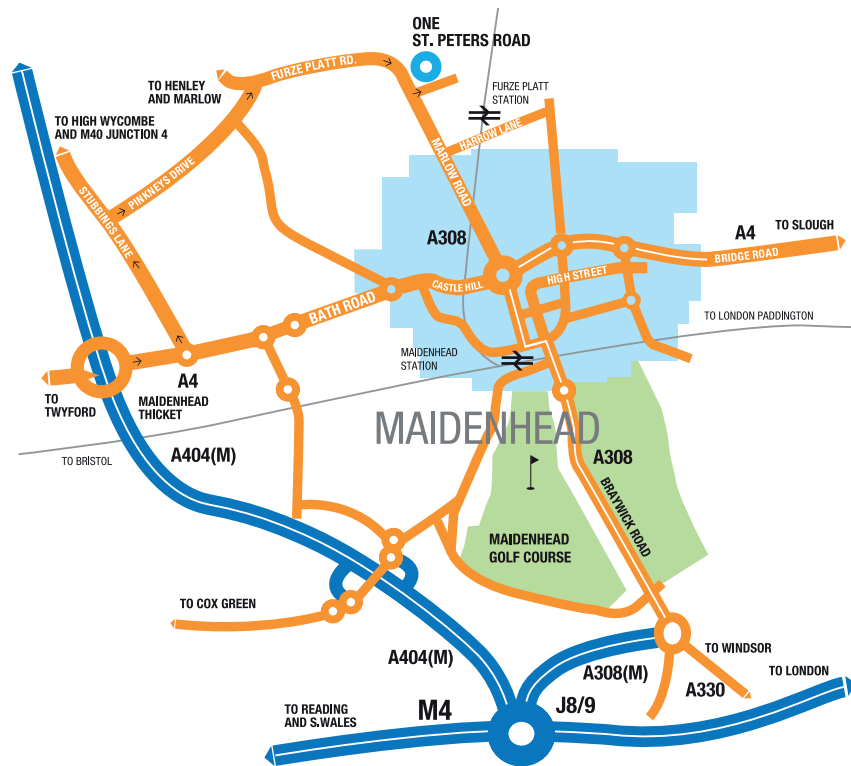 ONE
ST. PETERS ROAD
FURZE PLATT RD.
TO HENLEY
AND MARLOW
FURZE PLATT
STATION
TO HIGH WYCOMBE
AND M40 JUNCTION 4
HARROW LANE
MARLOW ROAD
PINKNEYS DRIVE
STUBBINGS LANE
A308
A4
TO SLOUGH
BRIDGE ROAD
HIGH STREET
CASTLE HILL
BATH ROAD
TO LONDON PADDINGTON
MAIDENHEAD
STATION
A4
MAIDENHEAD
THICKET
TO
TWYFORD
MAIDENHEAD
A404(M)
TO BRISTOL
A308
BRAYWICK ROAD
MAIDENHEAD
GOLF COURSE
TO COX GREEN
A404(M)
TO WINDSOR
A308(M)
TO LONDON
A330
M4
J8/9
TO READING
AND S.WALES